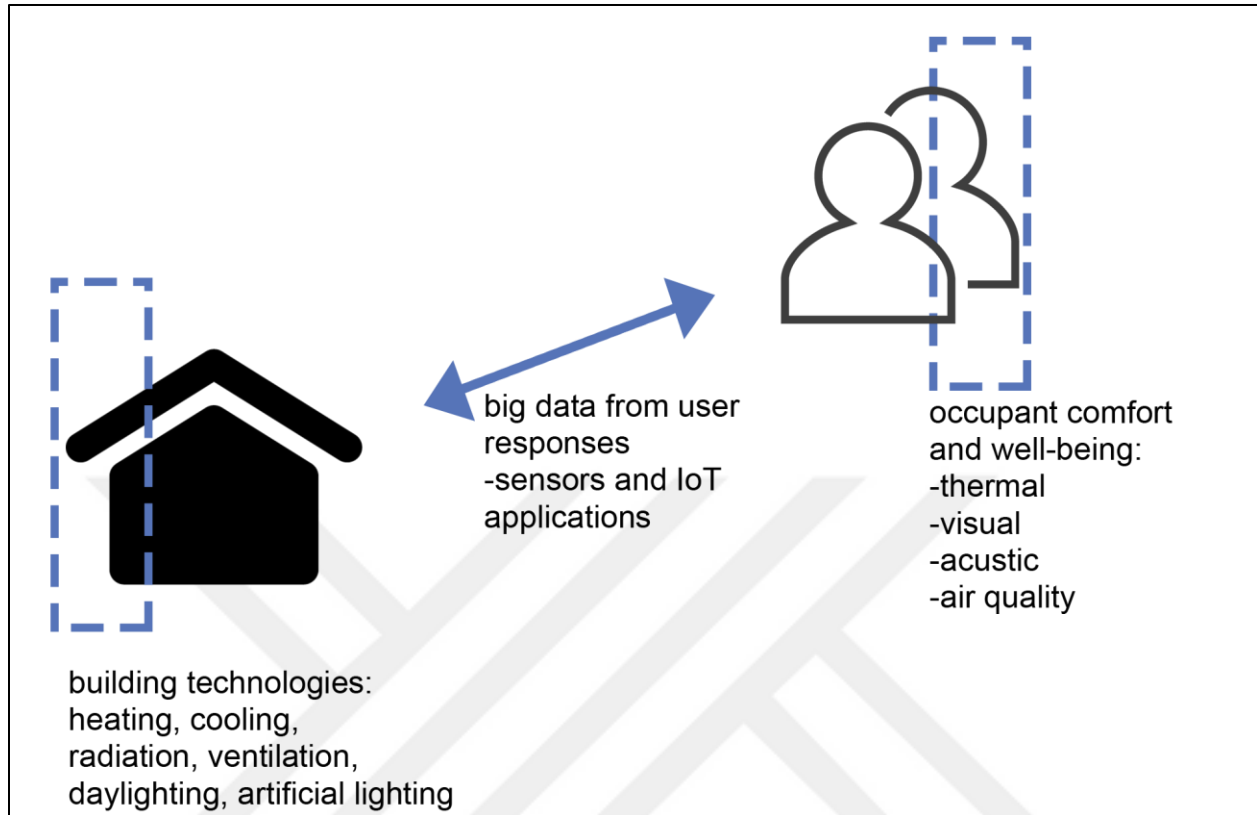 big data from user
responses
-sensors and IoT
applications
occupant comfort
and well-being:
-thermal
-visual
-acustic
-air quality
building technologies:
heating, cooling,
radiation, ventilation,
daylighting, artificial lighting